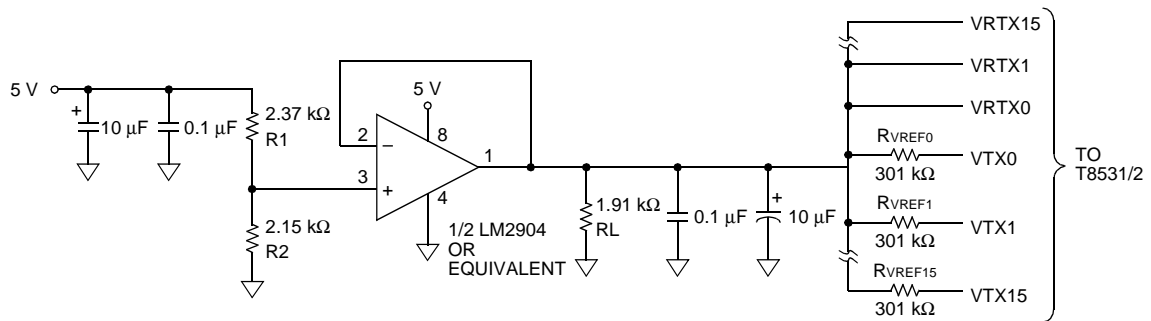 VRTX15
VRTX1
VRTX0
5 V
+
10 μF
0.1 μF
2.37 kΩ
R1
2.15 kΩ
R2
5 V
2
8
−
1
3
+
4
1/2 LM2904
OR
EQUIVALENT
1.91 kΩ
RL
0.1 μF
+
10 μF
RVREF0
301 kΩ
VTX0
RVREF1
301 kΩ
VTX1
RVREF15
301 kΩ
VTX15
TO
T8531/2